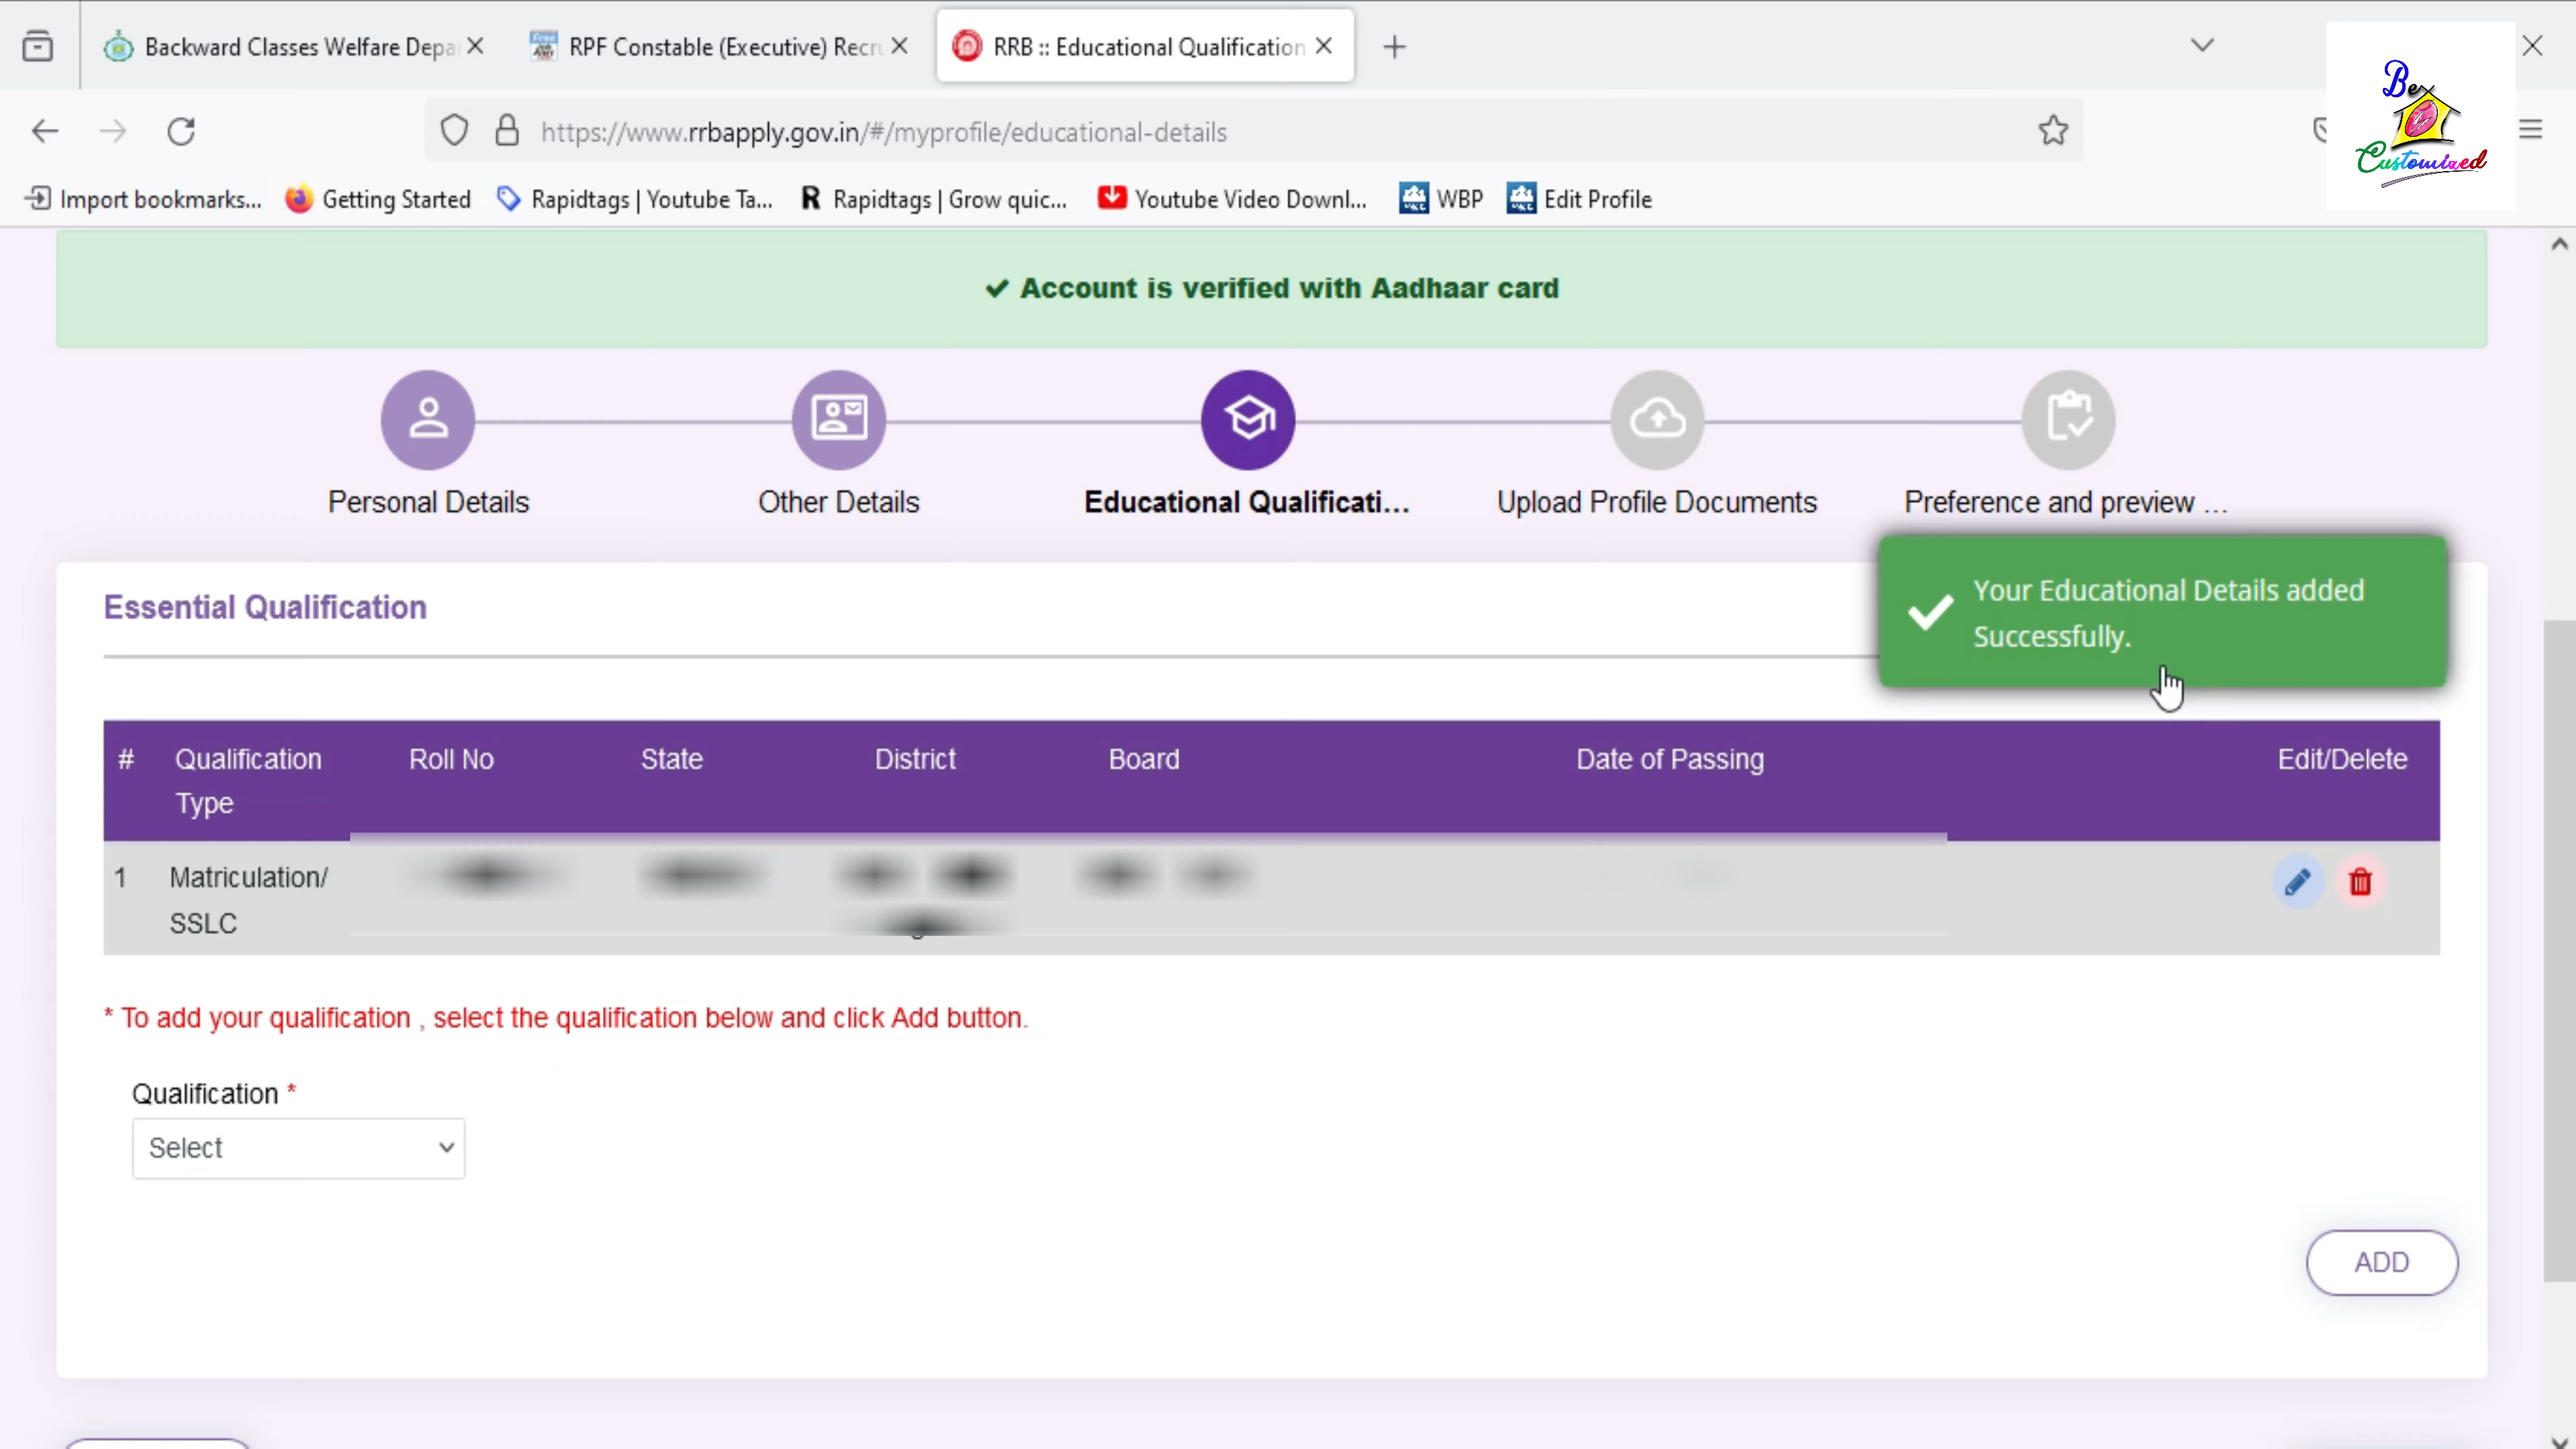 Backward Classes Welfare Depa
RPF Constable (Executive) Recru
RRB :: Educational Qualification
Bex
Customized
https://www.rrbapply.gov.in/#/myprofile/educational-details
Import bookmarks...
Getting Started
Rapidtags | Youtube Ta...
R Rapidtags | Grow quic...
Youtube Video Downl...
WBP
Edit Profile
Account is verified with Aadhaar card
Personal Details
Other Details
Educational Qualificati...
Upload Profile Documents
Preference and preview ...
Essential Qualification
Your Educational Details added
Successfully.
# Qualification Roll No State District Board Date of Passing Edit/Delete
Type
1 Matriculation/
SSLC
* To add your qualification , select the qualification below and click Add button.
Qualification *
Select
ADD